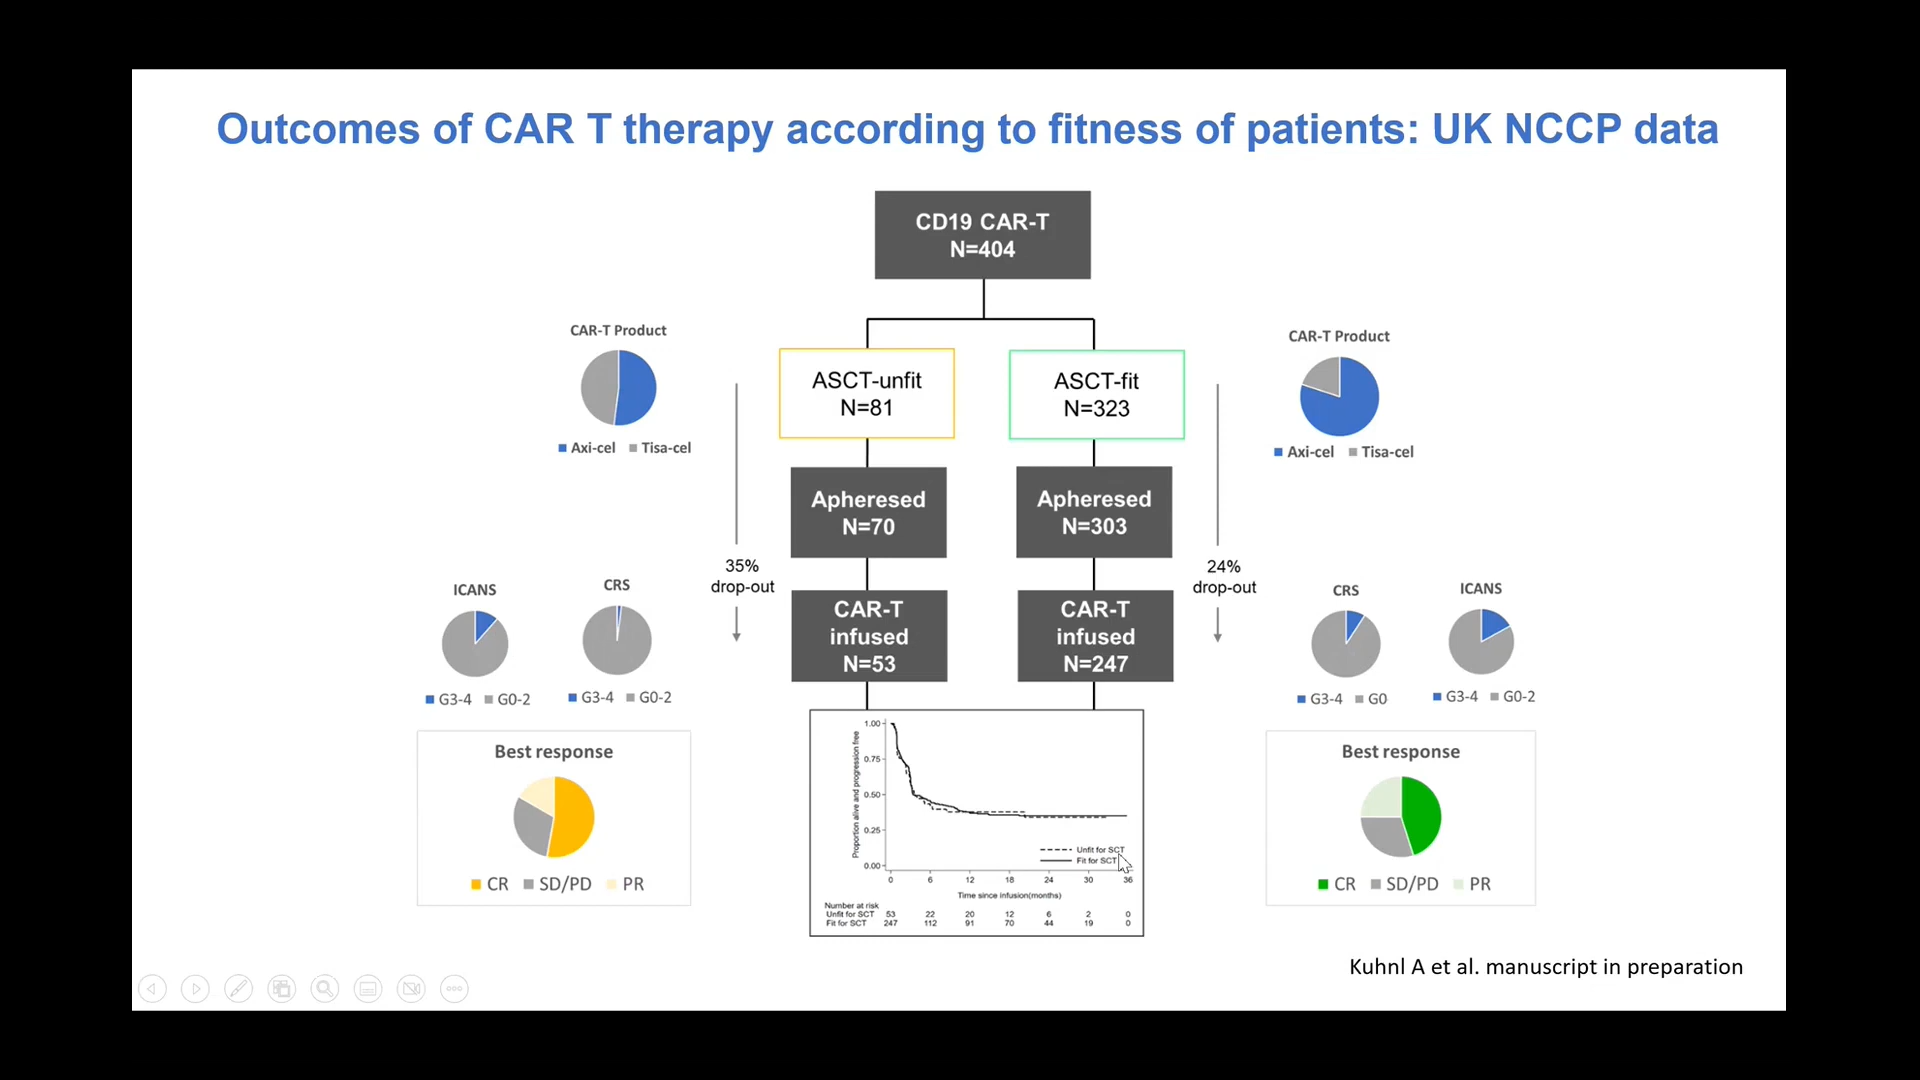 Outcomes of CAR T therapy according to fitness of patients: UK NCCP data
CD19 CAR-T
N=404
CAR-T Product
Axi-cel Tisa-cel
ASCT-unfit
N=81
ASCT-fit
N=323
CAR-T Product
Axi-cel Tisa-cel
Apheresed
N=70
Apheresed
N=303
35%
drop-out
24%
drop-out
ICANS
G3-4 G0-2
CRS
G3-4 G0-2
CAR-T
infused
N=53
CAR-T
infused
N=247
CRS
G3-4 G0
ICANS
G3-4 G0-2
Best response
CR SD/PD PR
Proportion alive and progression free
1.00
0.75
0.50
0.25
0.00
Unfit for SCT
Fit for SCT
0 6 12 18 24 30 36
Time since infusion(months)
Number at risk
Unfit for SCT 53 22 20 12 6 2 0
Fit for SCT 247 112 91 70 44 19 0
Best response
CR SD/PD PR
Kuhnl A et al. manuscript in preparation